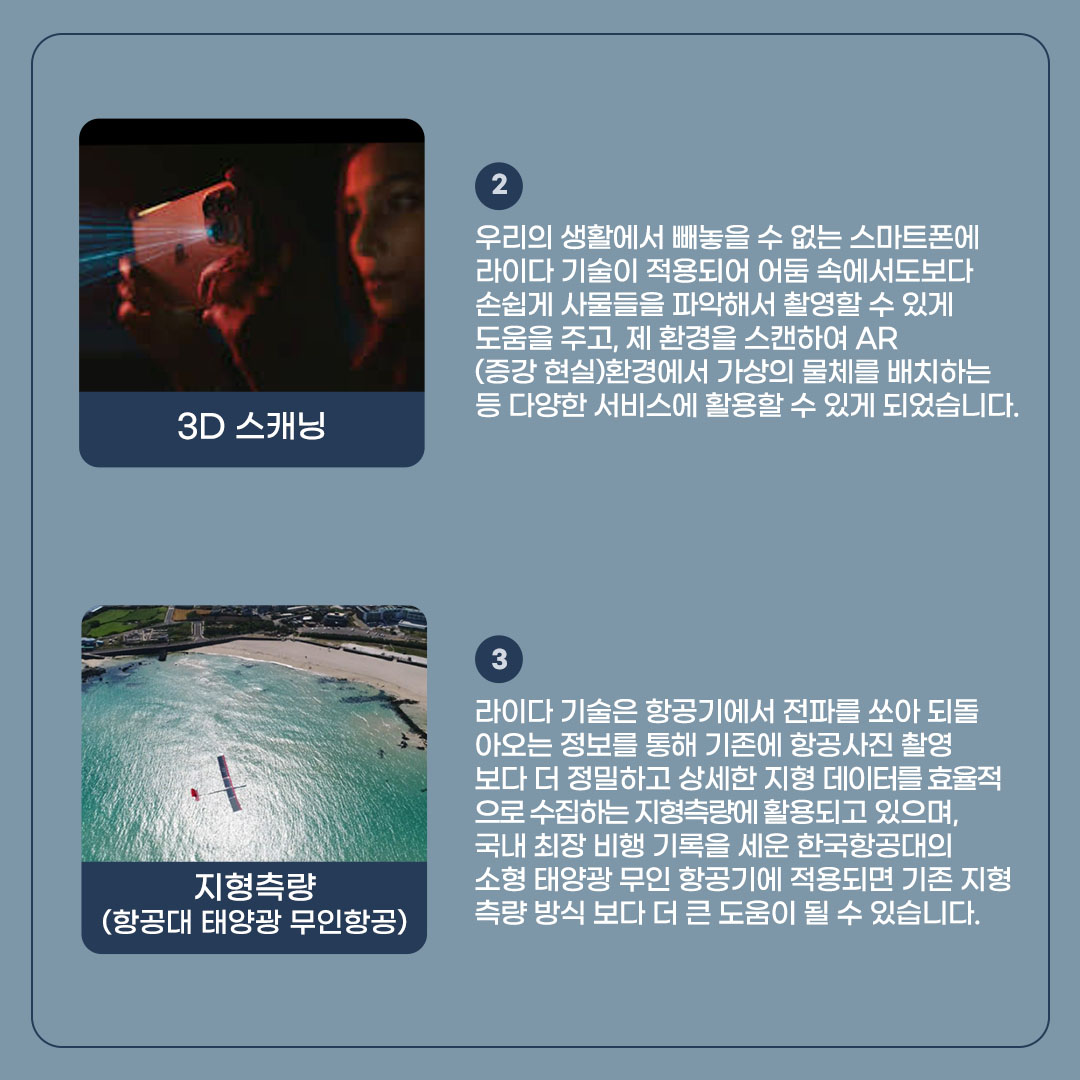 3D 스캐닝
2
우리의 생활에서 빼놓을 수 없는 스마트폰에
라이다 기술이 적용되어 어둠 속에서도보다
손쉽게 사물들을 파악해서 촬영할 수 있게
도움을 주고, 제 환경을 스캔하여 AR
(증강 현실)환경에서 가상의 물체를 배치하는
등 다양한 서비스에 활용할 수 있게 되었습니다.
지형측량
(항공대 태양광 무인항공)
3
라이다 기술은 항공기에서 전파를 쏘아 되돌
아오는 정보를 통해 기존에 항공사진 촬영
보다 더 정밀하고 상세한 지형 데이터를 효율적
으로 수집하는 지형측량에 활용되고 있으며,
국내 최장 비행 기록을 세운 한국항공대의
소형 태양광 무인 항공기에 적용되면 기존 지형
측량 방식 보다 더 큰 도움이 될 수 있습니다.